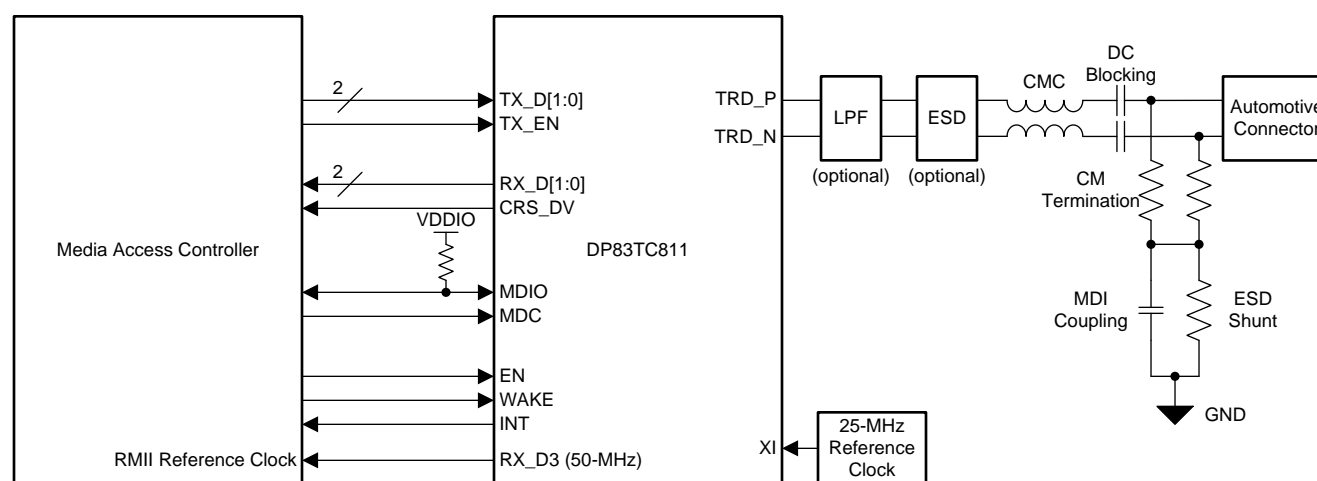 Media Access Controller
RMII Reference Clock
2
2
VDDIO
TX_D[1:0]
TX_EN
RX_D[1:0]
CRS_DV
MDIO
MDC
EN
WAKE
INT
RX_D3 (50-MHz)
DP83TC811
TRD_P
TRD_N
XI
LPF
(optional)
ESD
(optional)
CMC
DC
Blocking
Automotive
Connector
CM
Termination
MDI
Coupling
ESD
Shunt
GND
25-MHz
Reference
Clock